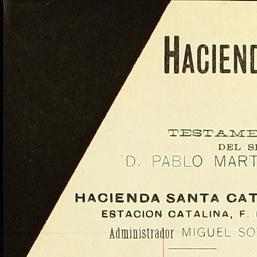 HACIEND
TESTAME
DEL S
D. PABLO MART
HACIENDA SANTA CAT
ESTACION CATALINA, F.
Administrador MIGUEL SO